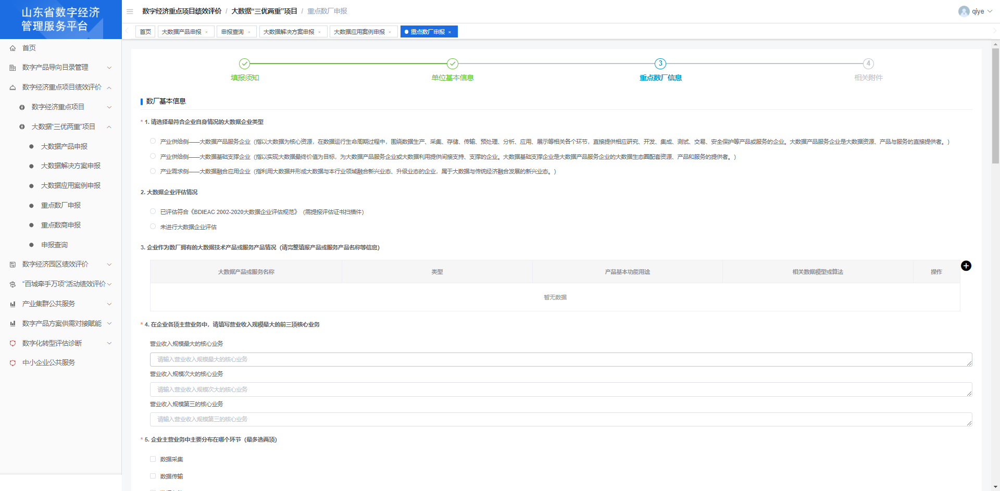 山东省数字经济
管理服务平台
数字经济重点项目绩效评价 / 大数据“三优两重”项目 / 重点数厂申报
qiye
首页
大数据产品申报 ×
申报查询 ×
大数据解决方案申报 ×
大数据应用案例申报 ×
重点数厂申报 ×
首页
数字产品导向目录管理
数字经济重点项目绩效评价
数字经济重点项目
大数据“三优两重”项目
大数据产品申报
大数据解决方案申报
大数据应用案例申报
重点数厂申报
重点数商申报
申报查询
数字经济园区绩效评价
“百城牵手万项”活动绩效评价
产业集群公共服务
数字产品方案供需对接赋能
数字化转型评估诊断
中小企业公共服务
填报须知
单位基本信息
3
重点数厂信息
4
相关附件
数厂基本信息
* 1. 请选择最符合企业自身情况的大数据企业类型
产业供给侧——大数据产品服务企业（指以大数据为核心资源，在数据运行生命周期过程中，围绕数据生产、采集、存储、传输、预处理、分析、应用、展示等相关各个环节，直接提供相应研究、开发、集成、测试、交易、安全保护等产品或服务的企业。大数据产品服务企业是大数据资源、产品与服务的直接提供者。）
产业供给侧——大数据基础支撑企业（指以实现大数据最终价值为目标，为大数据产品服务企业或大数据利用提供间接支持、支撑的企业。大数据基础支撑企业是大数据产品服务企业的大数据生态圈配套资源、产品和服务的提供者。）
产业需求侧——大数据融合应用企业（指利用大数据并形成大数据与本行业领域融合新兴业态、升级业态的企业，属于大数据与传统经济融合发展的新兴业态。）
2. 大数据企业评估情况
已评估符合《BDIEAC 2002-2020大数据企业评估规范》（需提报评估证书扫描件）
未进行大数据企业评估
3. 企业作为数厂拥有的大数据技术产品或服务产品情况（请完整填报产品或服务产品名称等信息）
大数据产品或服务名称 类型 产品基本功能用途 相关数据模型或算法 操作
暂无数据
* 4. 在企业各项主营业务中，请填写营业收入规模最大的前三项核心业务
营业收入规模最大的核心业务
请输入营业收入规模最大的核心业务
营业收入规模次大的核心业务
请输入营业收入规模次大的核心业务
营业收入规模第三的核心业务
请输入营业收入规模第三的核心业务
* 5. 企业主营业务中主要分布在哪个环节（最多选两项）
数据采集
数据传输